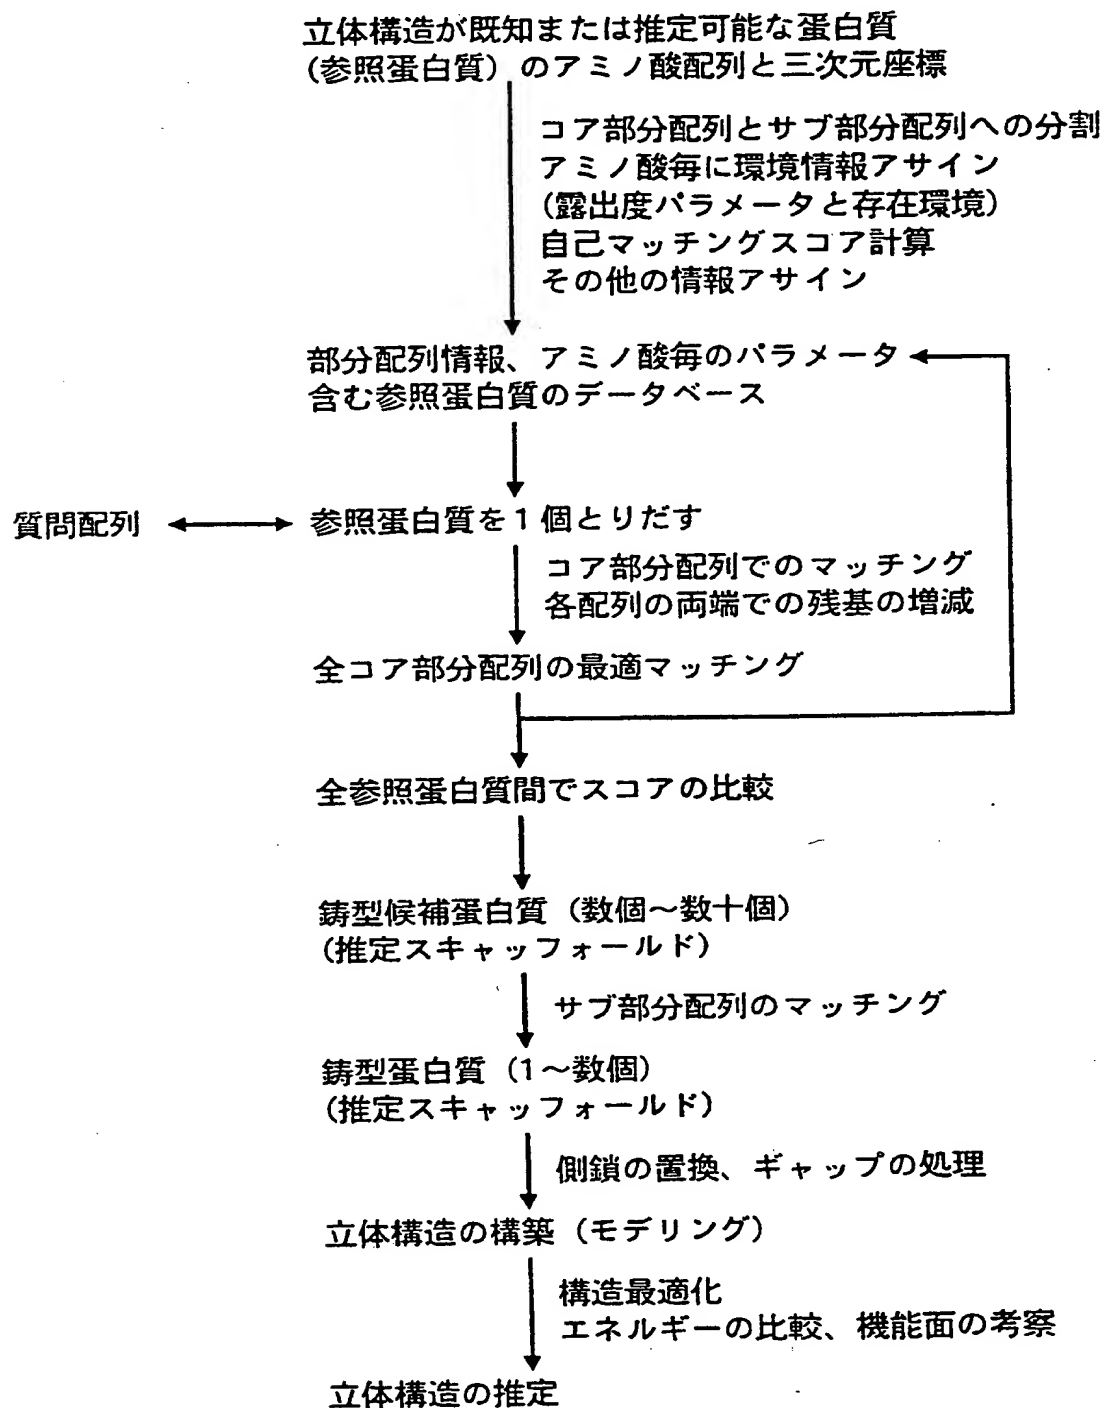 立体構造が既知または推定可能な蛋白質
(参照蛋白質)のアミノ酸配列と三次元座標
コア部分配列とサブ部分配列への分割
アミノ酸毎に環境情報アサイン
(露出度パラメータと存在環境)
自己マッチングスコア計算
その他の情報アサイン
部分配列情報、アミノ酸毎のパラメータ
含む参照蛋白質のデータベース
質問配列
参照蛋白質を1個とりだす
コア部分配列でのマッチング
各配列の両端での残基の増減
全コア部分配列の最適マッチング
全参照蛋白質間でスコアの比較
鋳型候補蛋白質(数個~数十個)
(推定スキャッフォールド)
サブ部分配列のマッチング
鋳型蛋白質(1~数個)
(推定スキャッフォールド)
側鎖の置換、ギャップの処理
立体構造の構築(モデリング)
構造最適化
エネルギーの比較、機能面の考察
立体構造の推定